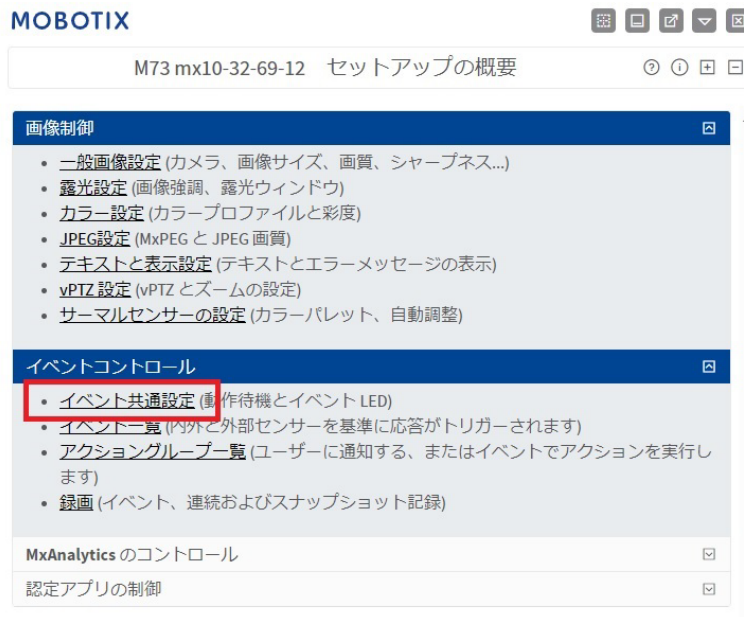 MOBOTIX
M73 mx10-32-69-12 セットアップの概要
画像制御
• 一般画像設定 (カメラ、画像サイズ、画質、シャープネス...)
• 露光設定 (画像強調、露光ウィンドウ)
• カラー設定 (カラープロファイルと彩度)
• JPEG設定 (MxPEG と JPEG 画質)
• テキストと表示設定 (テキストとエラーメッセージの表示)
• vPTZ 設定 (vPTZ とズームの設定)
• サーマルセンサーの設定 (カラーパレット、自動調整)
イベントコントロール
• イベント共通設定 (動作待機とイベント LED)
• イベント一覧 (内外と外部センサーを基準に応答がトリガーされます)
• アクショングループ一覧 (ユーザーに通知する、またはイベントでアクションを実行し
ます)
• 録画 (イベント、連続およびスナップショット記録)
MxAnalytics のコントロール
認定アプリの制御